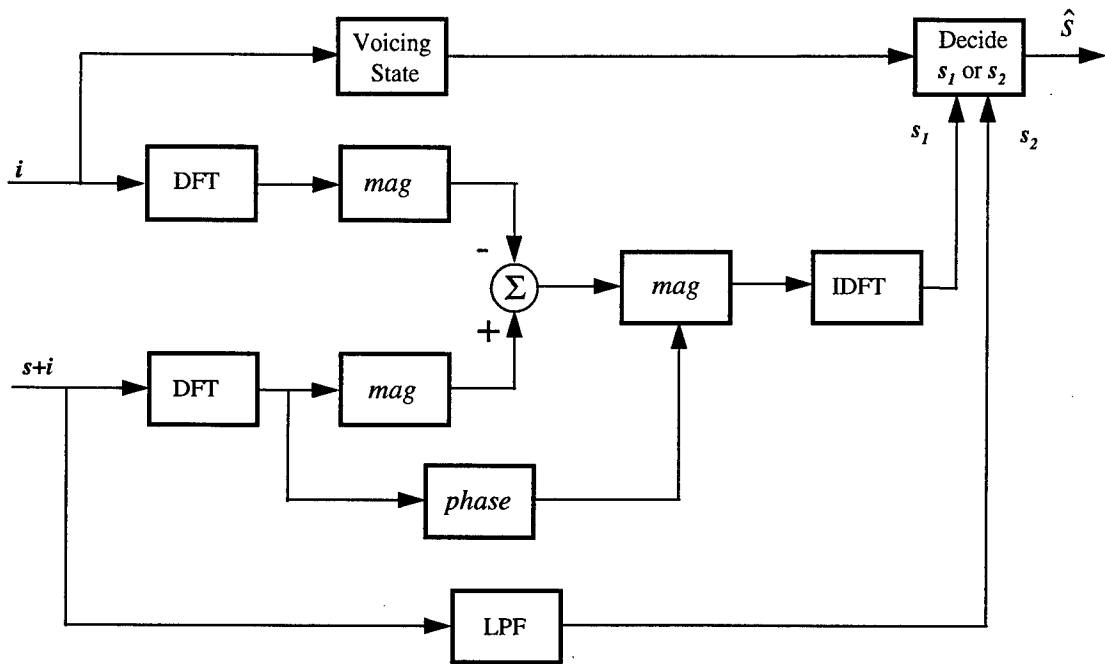 Voicing
State
Decide
s1 or s2
ŝ
s1
s2
i
DFT
mag
-
Σ
+
mag
IDFT
s+i
DFT
mag
phase
LPF